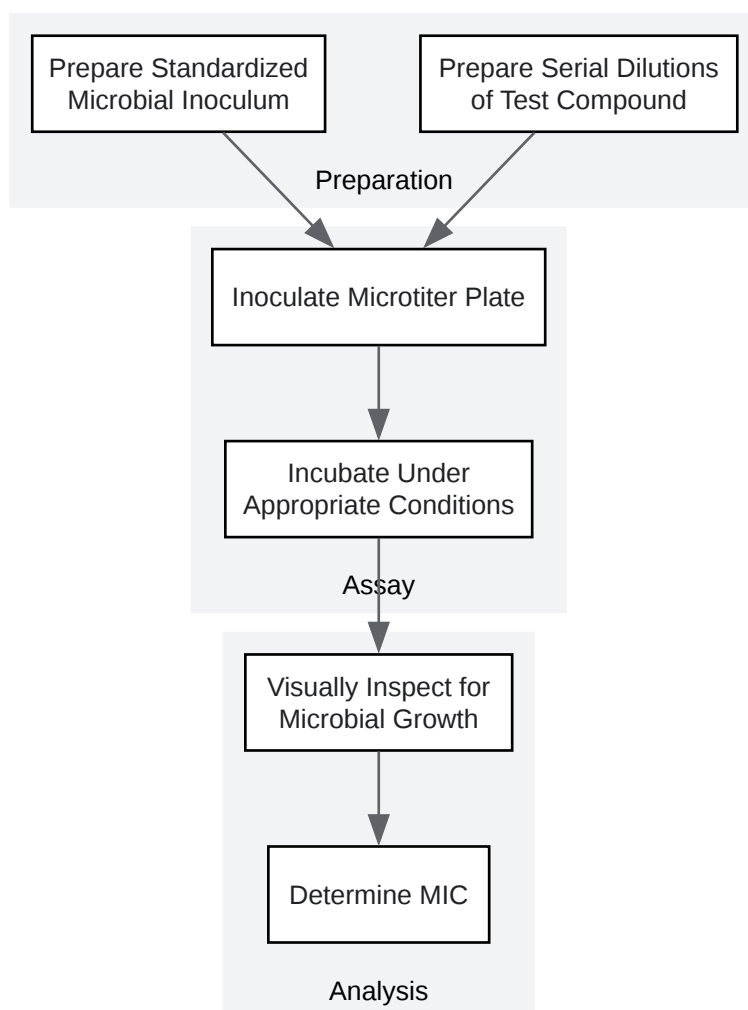 Prepare Standardized
Microbial Inoculum
Prepare Serial Dilutions
of Test Compound
Preparation
Inoculate Microtiter Plate
Incubate Under
Appropriate Conditions
Assay
Visually Inspect for
Microbial Growth
Determine MIC
Analysis